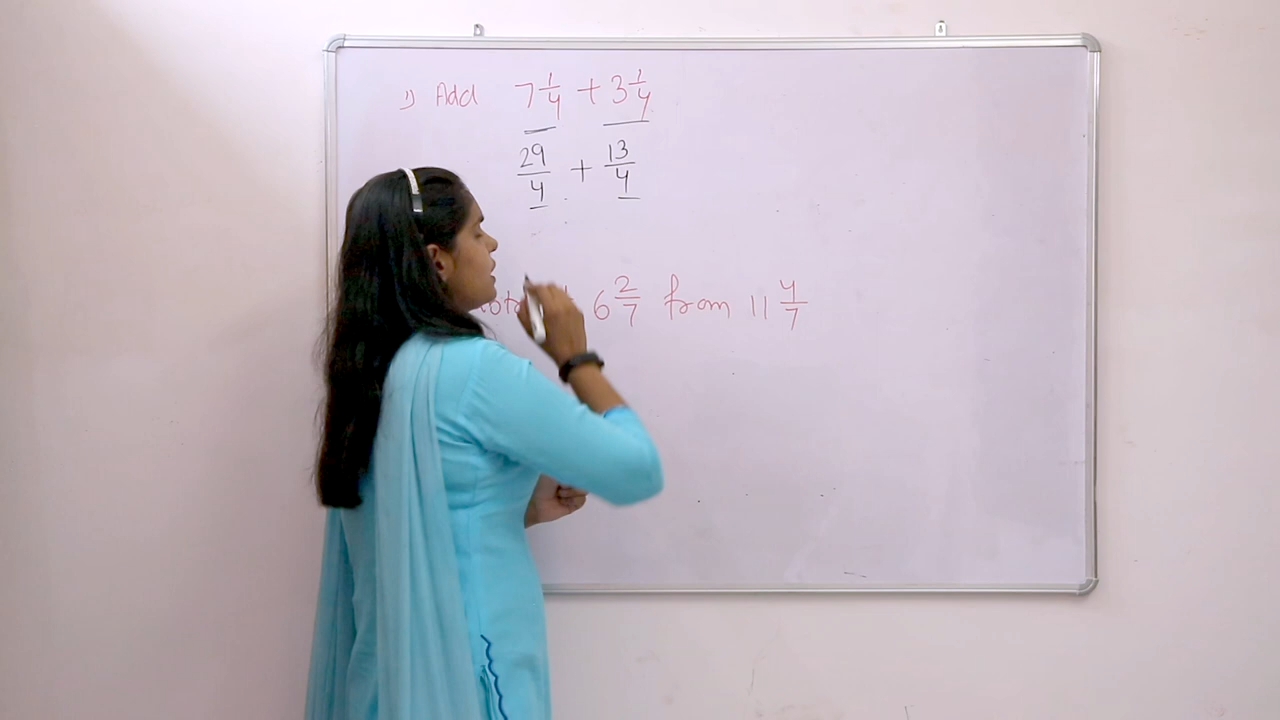 1) Add 7 1/4 + 3 1/4
29/4 + 13/4
6 2/7 from 11 4/7